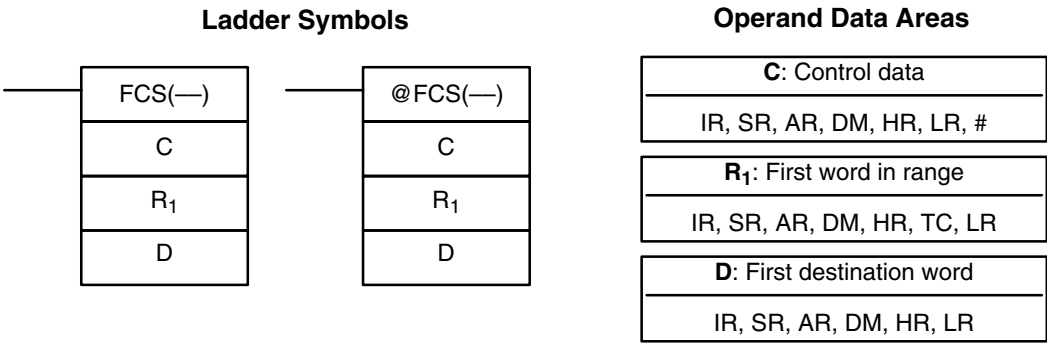 Ladder Symbols
FCS(––)
C
R1
D
@FCS(––)
C
R1
D
Operand Data Areas
C: Control data
IR, SR, AR, DM, HR, LR, #
R1: First word in range
IR, SR, AR, DM, HR, TC, LR
D: First destination word
IR, SR, AR, DM, HR, LR